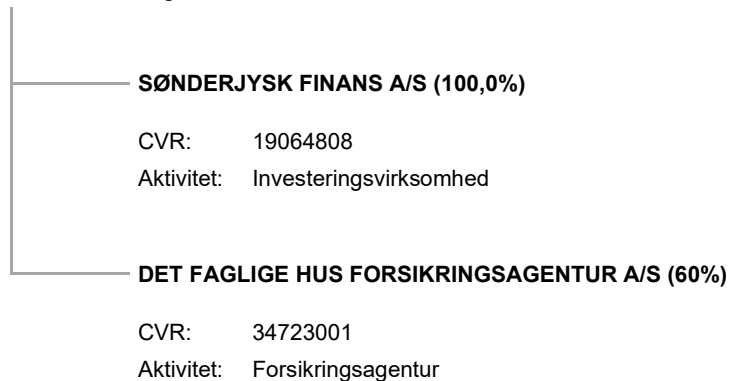 SØNDERJYSK FINANS A/S (100,0%)
CVR: 19064808
Aktivitet: Investeringsvirksomhed
DET FAGLIGE HUS FORSIKRINGSAGENTUR A/S (60%)
CVR: 34723001
Aktivitet: Forsikringsagentur